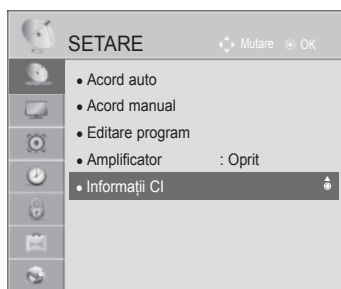 SETARE
Mutare OK
• Acord auto
• Acord manual
• Editare program
• Amplificator : Oprit
• Informații CI